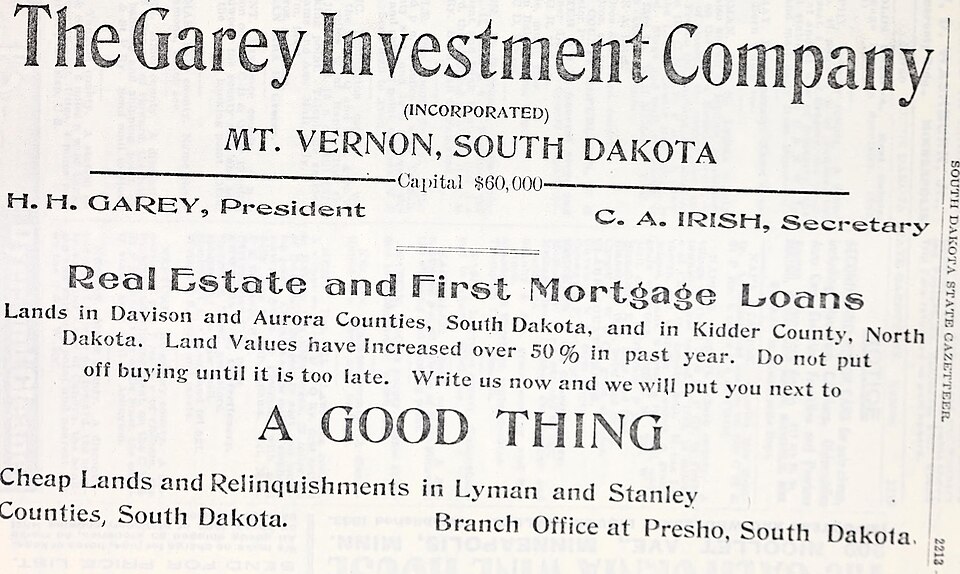 The Garey Investment Company
(INCORPORATED)
MT. VERNON, SOUTH DAKOTA
Capital $60,000
H. H. GAREY, President
C. A. IRISH, Secretary
Real Estate and First Mortgage Loans
Lands in Davison and Aurora Counties, South Dakota, and in Kidder County, North
Dakota. Land Values have Increased over 50% in past year. Do not put
off buying until it is too late. Write us now and we will put you next to
A GOOD THING
Cheap Lands and Relinquishments in Lyman and Stanley
Counties, South Dakota.
Branch Office at Presho, South Dakota.
SOUTH DAKOTA STATE GAZETTEER
2213